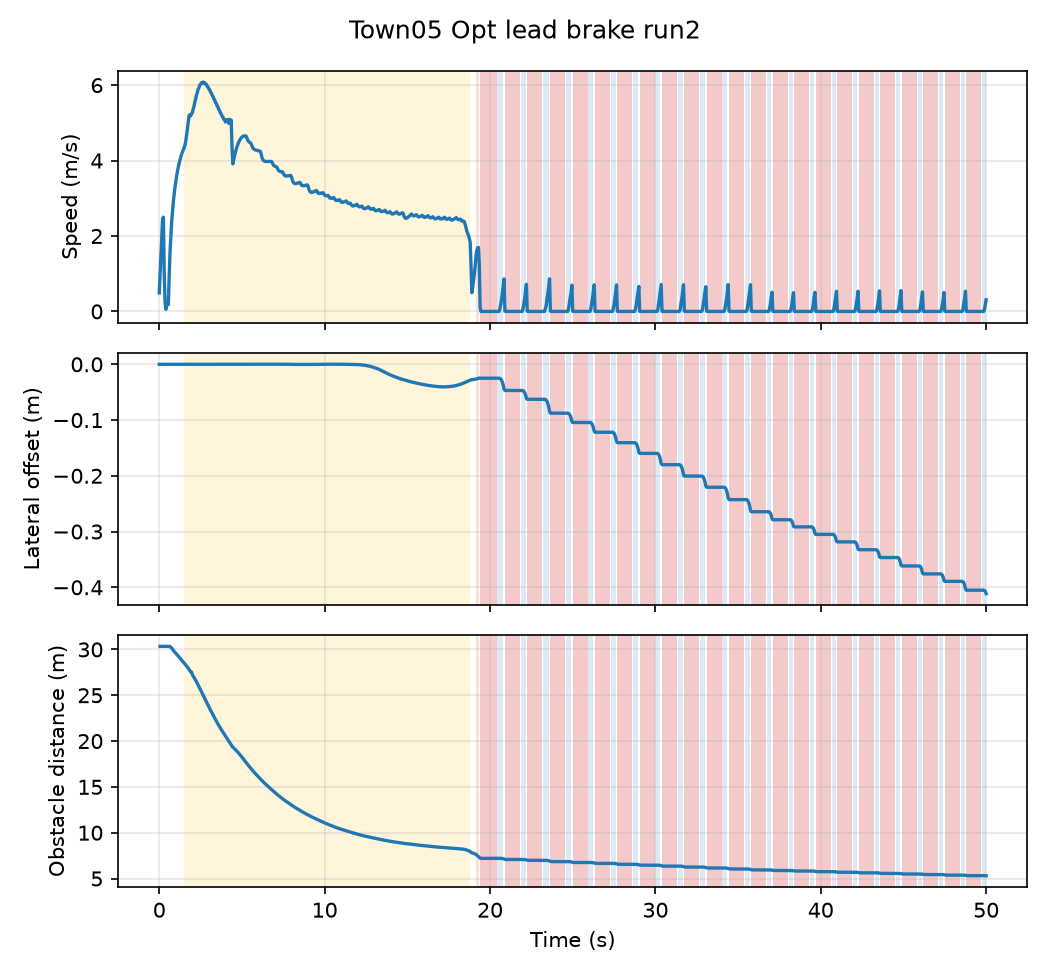 Town05 Opt lead brake run2
Speed (m/s)
6
4
2
0
Lateral offset (m)
0.0
−0.1
−0.2
−0.3
−0.4
Obstacle distance (m)
30
25
20
15
10
5
0 10 20 30 40 50
Time (s)